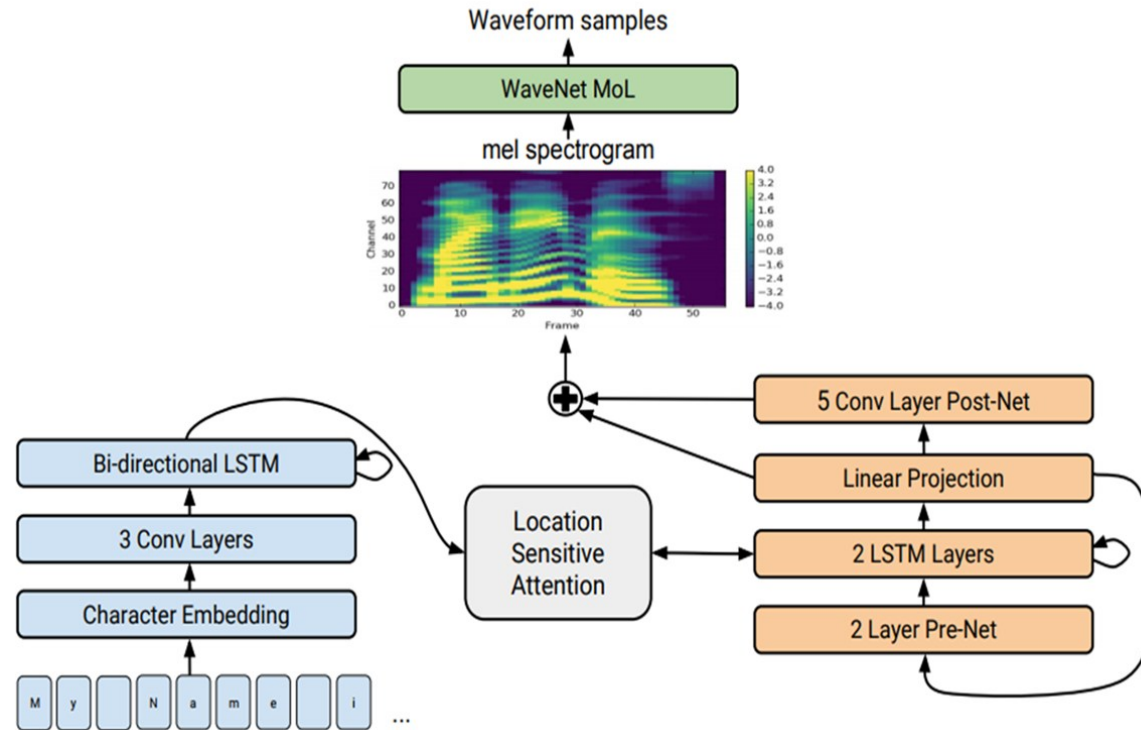 Waveform samples
WaveNet MoL
mel spectrogram
Channel
70
60
50
40
30
20
10
0
0 10 20 30 40 50
Frame
4.0
3.2
2.4
1.6
0.8
0.0
−0.8
−1.6
−2.4
−3.2
−4.0
Bi-directional LSTM
3 Conv Layers
Character Embedding
M y N a m e i ...
Location
Sensitive
Attention
5 Conv Layer Post-Net
Linear Projection
2 LSTM Layers
2 Layer Pre-Net